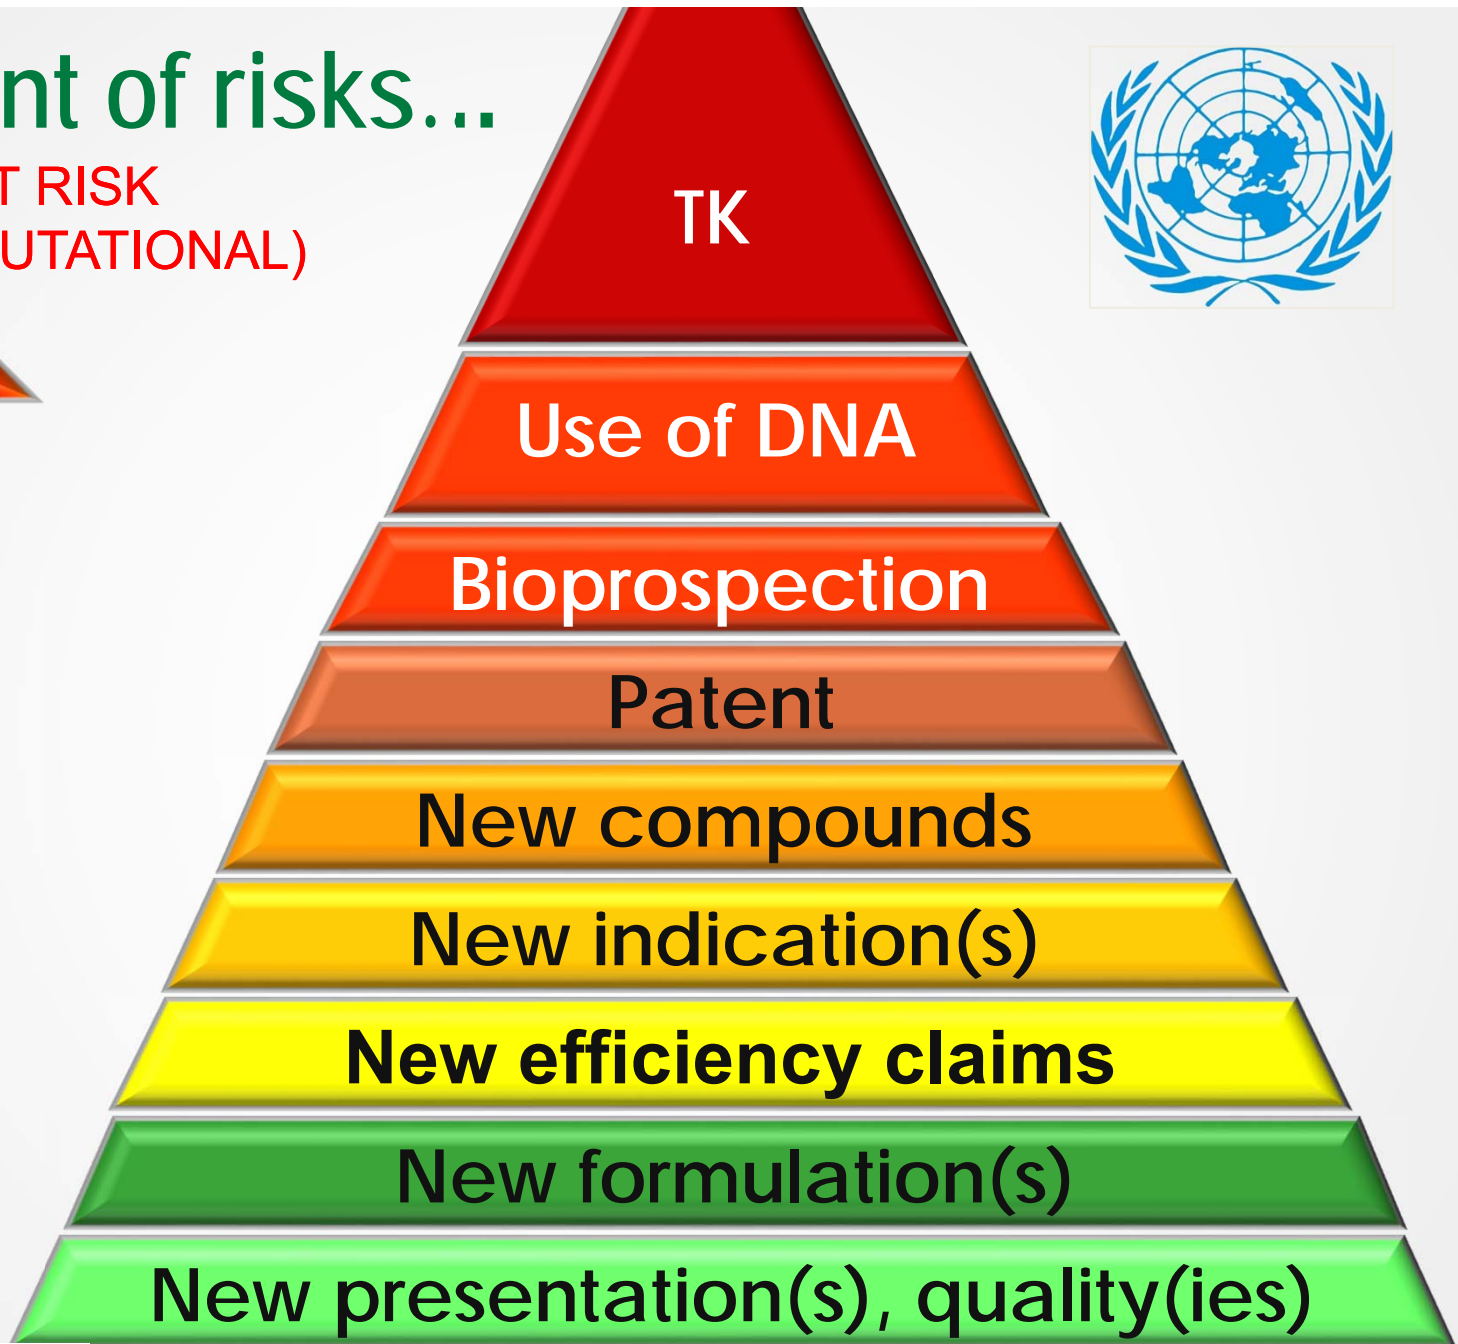 nt of risks...
T RISK
UTATIONAL)
TK
Use of DNA
Bioprospection
Patent
New compounds
New indication(s)
New efficiency claims
New formulation(s)
New presentation(s), quality(ies)